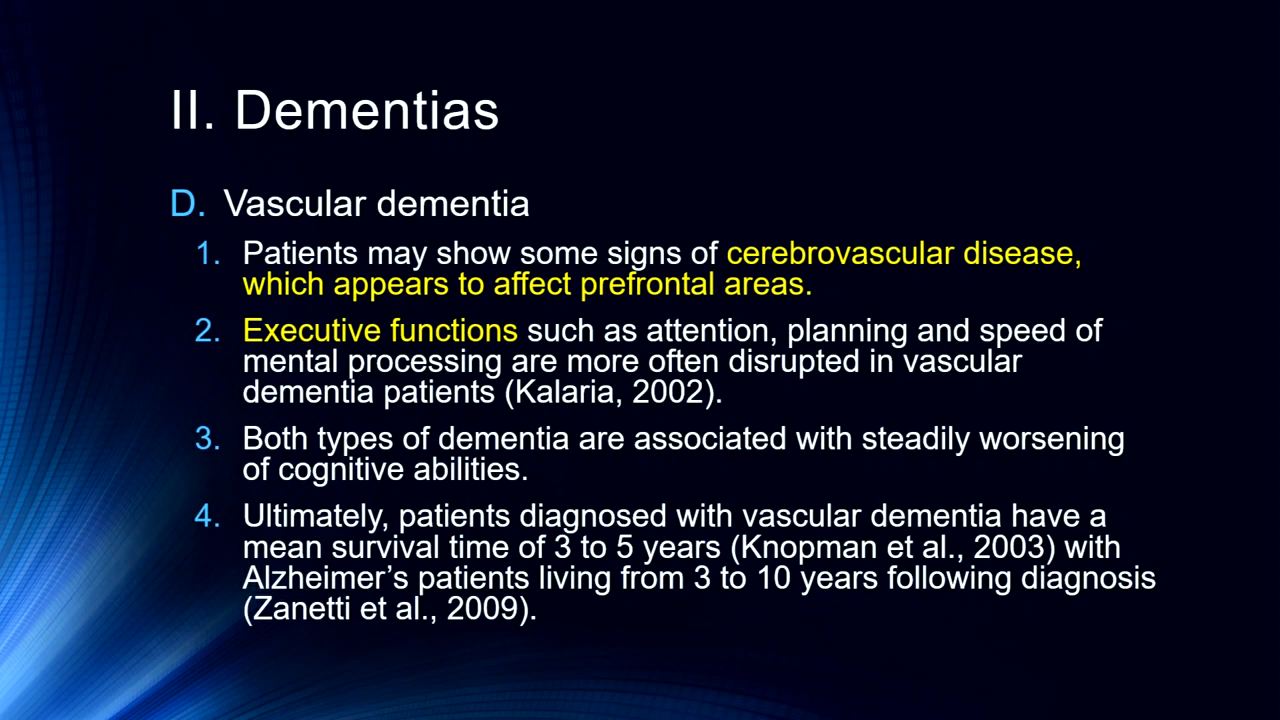 II. Dementias
D. Vascular dementia
1. Patients may show some signs of cerebrovascular disease,
which appears to affect prefrontal areas.
2. Executive functions such as attention, planning and speed of
mental processing are more often disrupted in vascular
dementia patients (Kalaria, 2002).
3. Both types of dementia are associated with steadily worsening
of cognitive abilities.
4. Ultimately, patients diagnosed with vascular dementia have a
mean survival time of 3 to 5 years (Knopman et al., 2003) with
Alzheimer’s patients living from 3 to 10 years following diagnosis
(Zanetti et al., 2009).